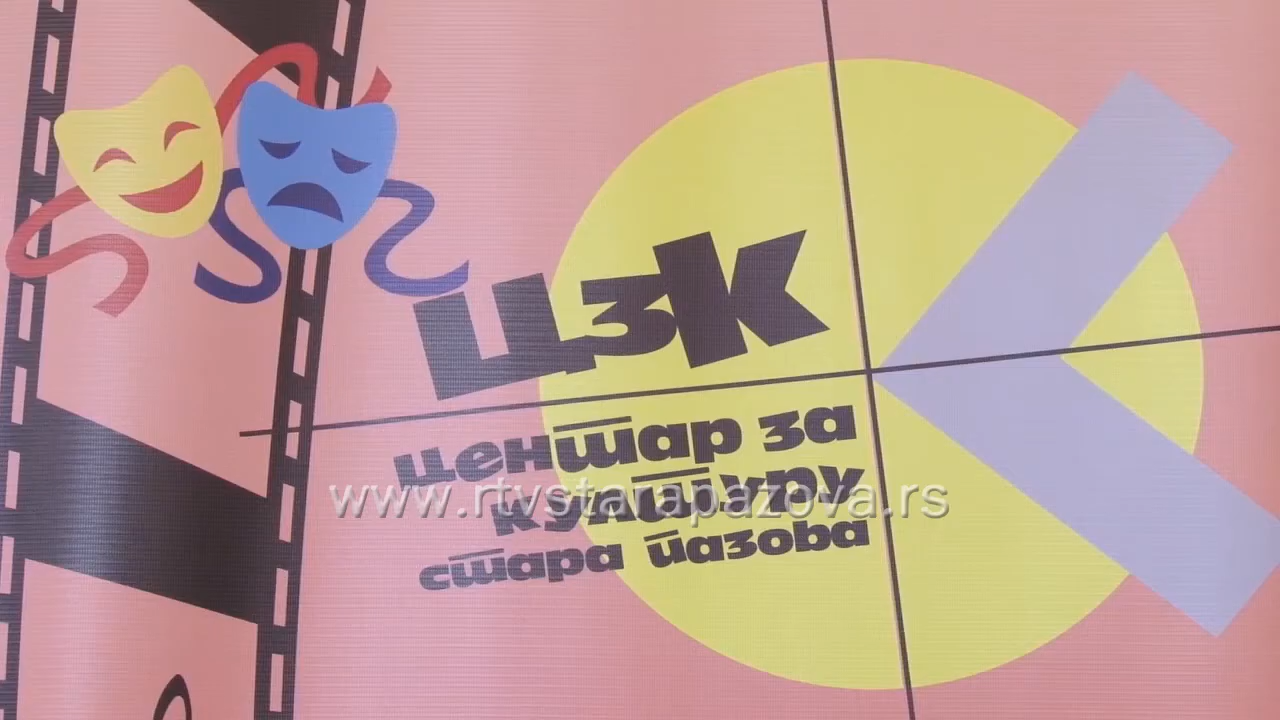 ЦЗК
центар за
културу
стара пазова
www.rtvstarapazova.rs